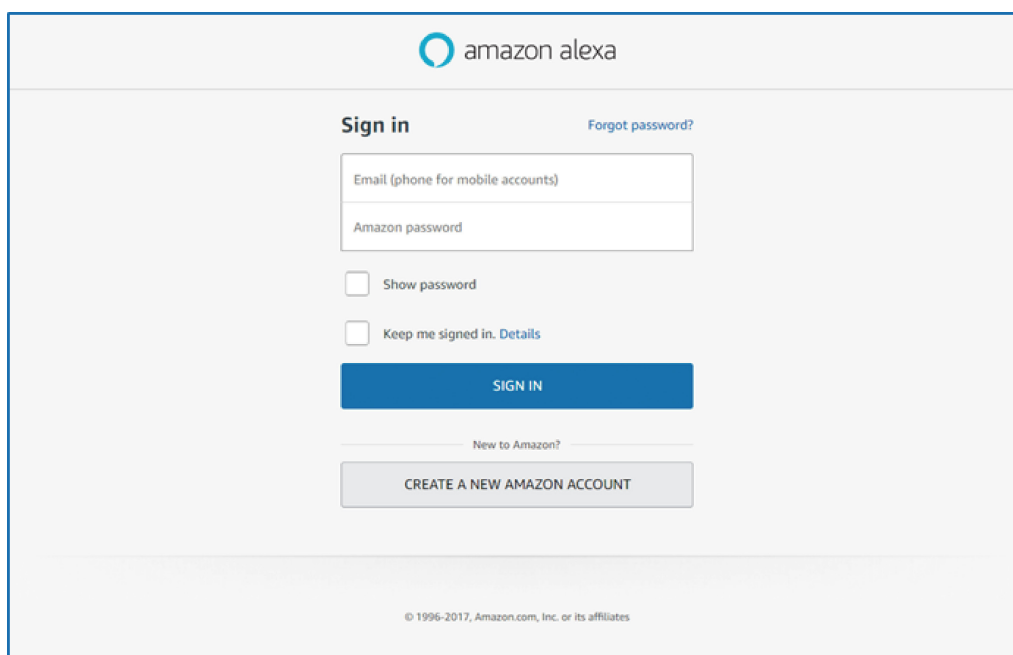 amazon alexa
Sign in
Forgot password?
Email (phone for mobile accounts)
Amazon password
Show password
Keep me signed in. Details
SIGN IN
New to Amazon?
CREATE A NEW AMAZON ACCOUNT
© 1996-2017, Amazon.com, Inc. or its affiliates